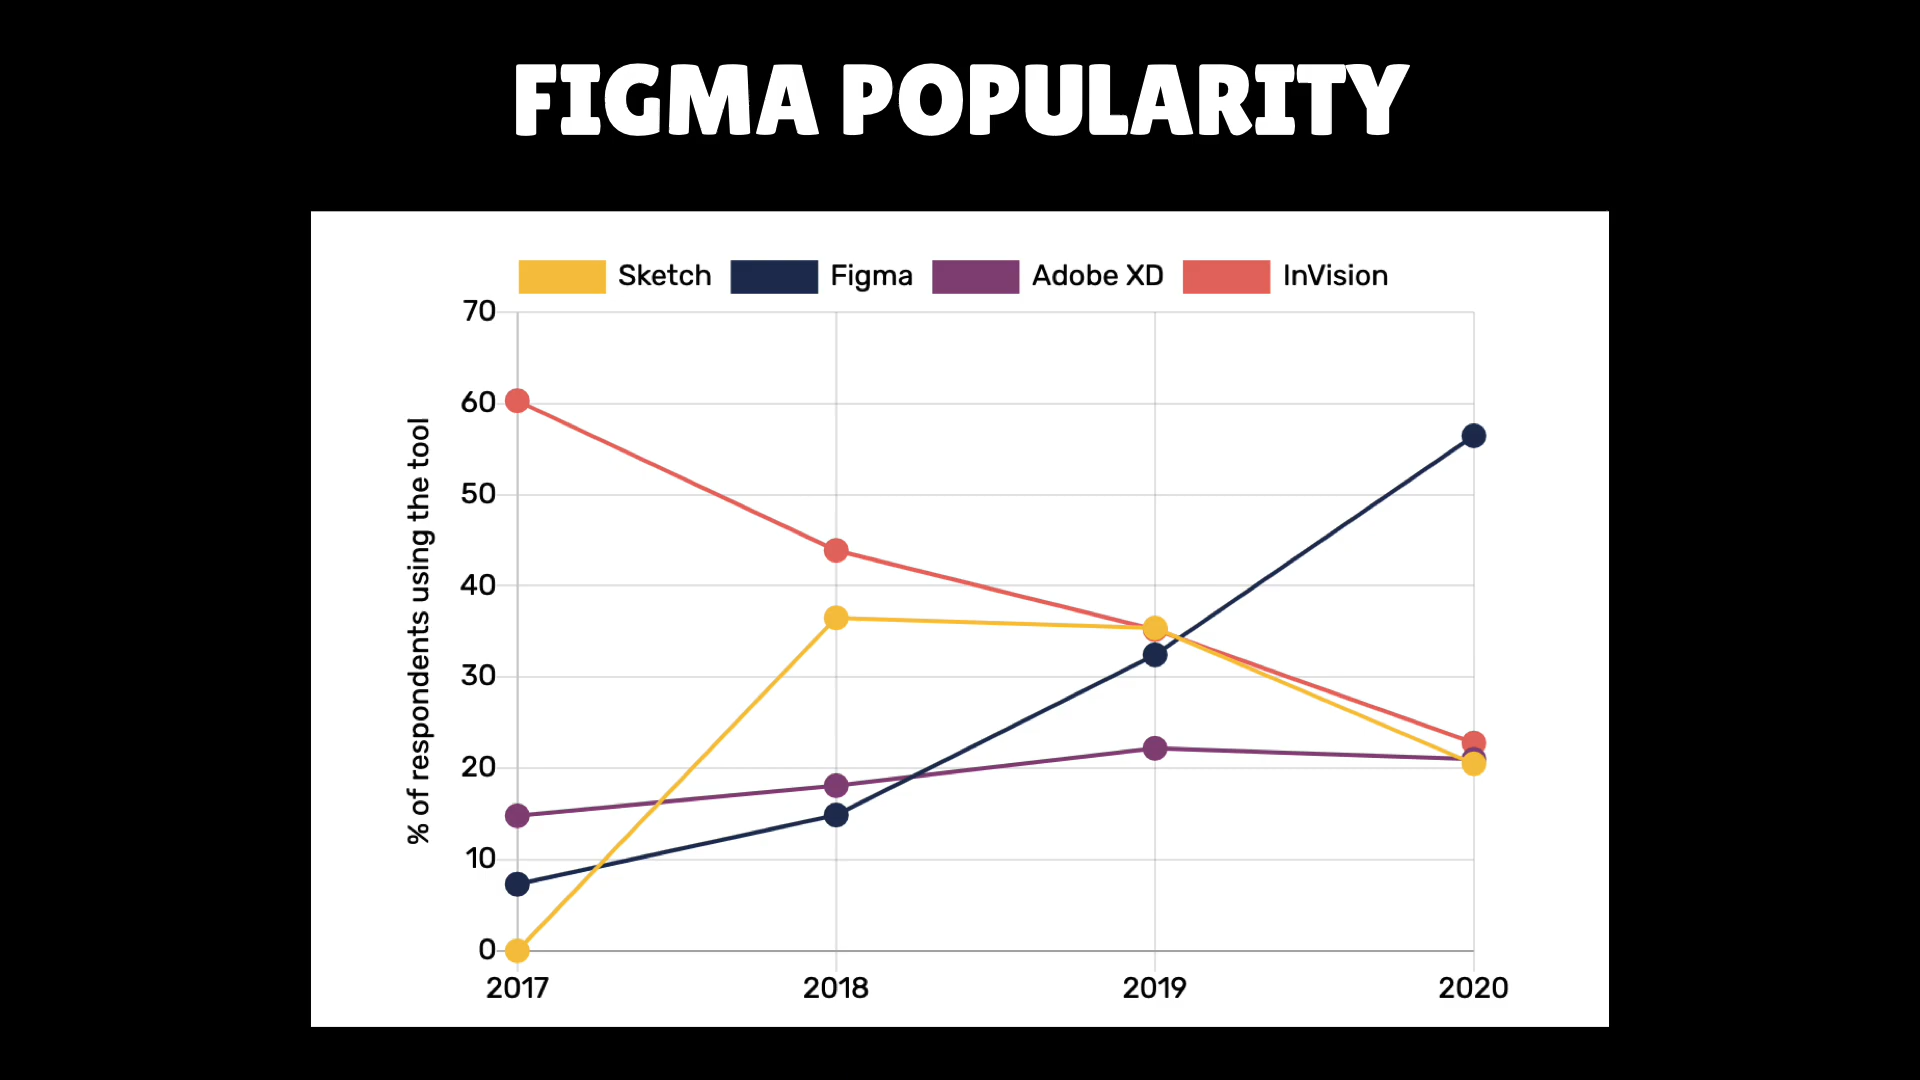 FIGMA POPULARITY
Sketch Figma Adobe XD InVision
% of respondents using the tool
70
60
50
40
30
20
10
0
2017 2018 2019 2020